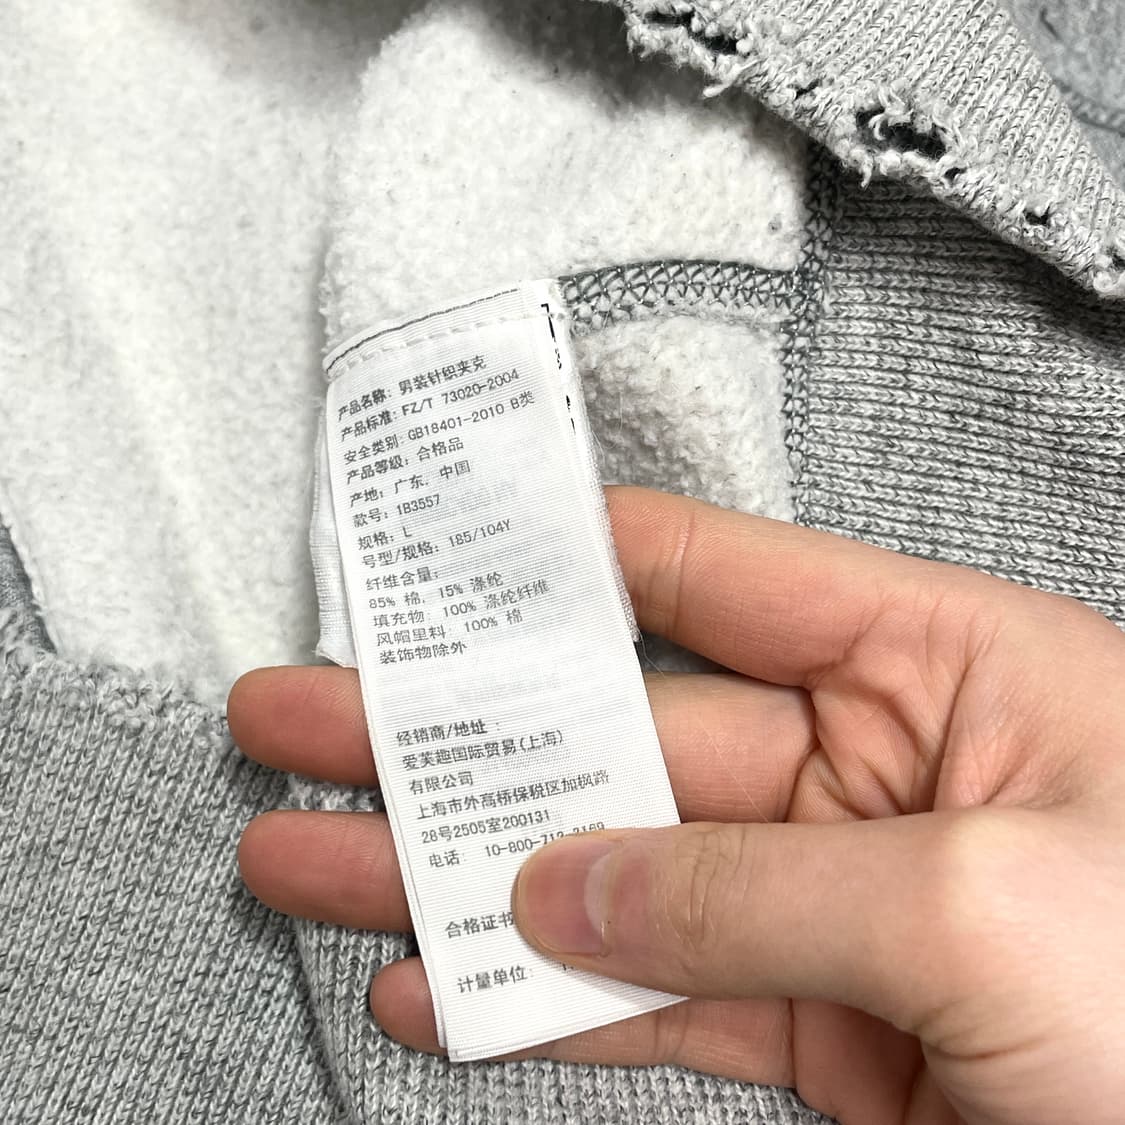 产品名称: 男装针织夹克
产品标准: FZ/T 73020-2004
安全类别: GB18401-2010 B类
产品等级: 合格品
产地: 广东, 中国
款号: 1B3557
规格: L
号型/规格: 185/104Y
纤维含量:
85% 棉, 15% 涤纶
填充物: 100% 涤纶纤维
风帽里料, 100% 棉
装饰物除外
经销商/地址 :
爱芙趣国际贸易(上海)
有限公司
上海市外高桥保税区加枫路
28号2505室200131
电话: 10-800-712-2169
合格证书
计量单位: